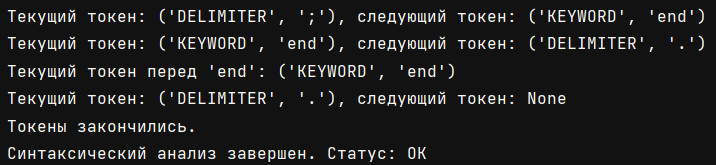 Текущий токен: ('DELIMITER', ';'), следующий токен: ('KEYWORD', 'end')
Текущий токен: ('KEYWORD', 'end'), следующий токен: ('DELIMITER', '.')
Текущий токен перед 'end': ('KEYWORD', 'end')
Текущий токен: ('DELIMITER', '.'), следующий токен: None
Токены закончились.
Синтаксический анализ завершен. Статус: OK